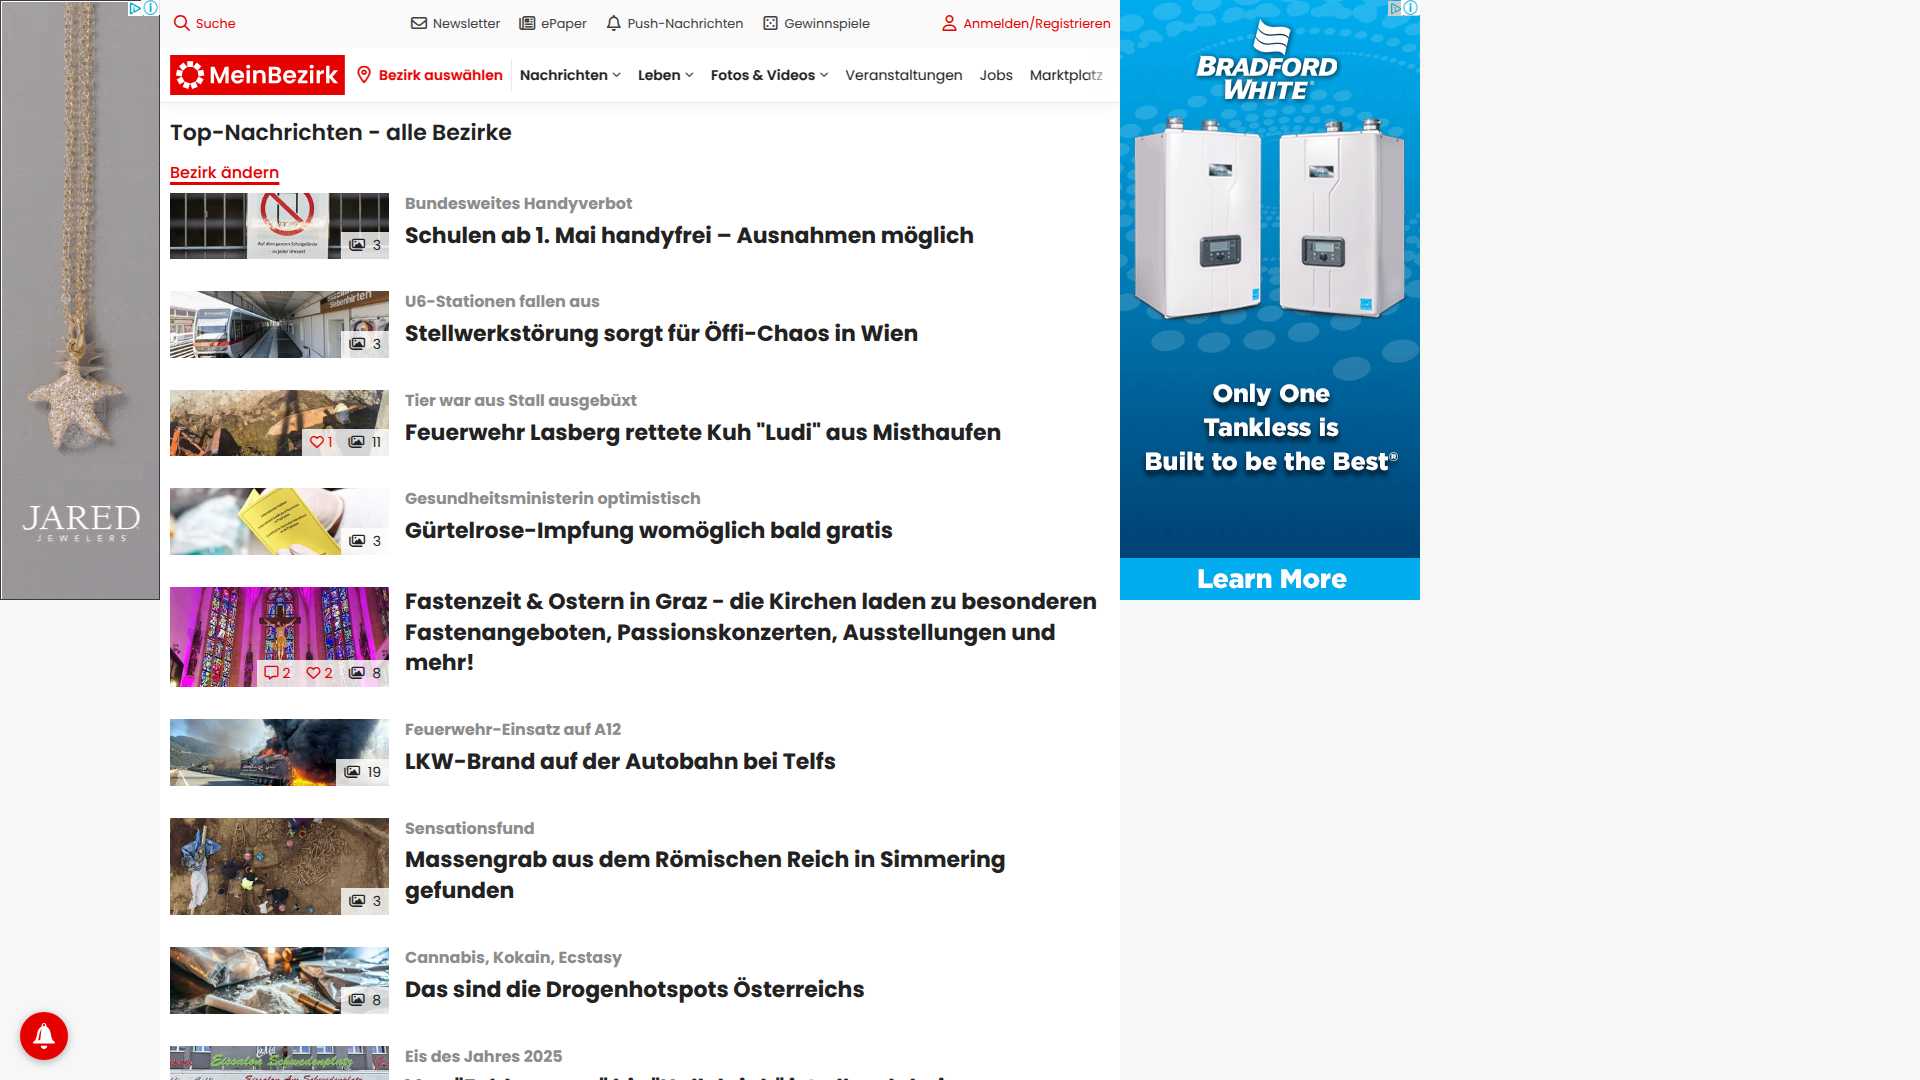 Suche
Newsletter
ePaper
Push-Nachrichten
Gewinnspiele
Anmelden/Registrieren
MeinBezirk
Bezirk auswählen
Nachrichten
Leben
Fotos & Videos
Veranstaltungen
Jobs
Marktplatz
Top-Nachrichten - alle Bezirke
Bezirk ändern
3
Bundesweites Handyverbot
Schulen ab 1. Mai handyfrei – Ausnahmen möglich
Siebenhirten
3
U6-Stationen fallen aus
Stellwerkstörung sorgt für Öffi-Chaos in Wien
1 11
Tier war aus Stall ausgebüxt
Feuerwehr Lasberg rettete Kuh "Ludi" aus Misthaufen
3
Gesundheitsministerin optimistisch
Gürtelrose-Impfung womöglich bald gratis
2 2 8
Fastenzeit & Ostern in Graz - die Kirchen laden zu besonderen
Fastenangeboten, Passionskonzerten, Ausstellungen und
mehr!
19
Feuerwehr-Einsatz auf A12
LKW-Brand auf der Autobahn bei Telfs
3
Sensationsfund
Massengrab aus dem Römischen Reich in Simmering
gefunden
8
Cannabis, Kokain, Ecstasy
Das sind die Drogenhotspots Österreichs
Eissalon Schwedenplatz
Eis des Jahres 2025
JARED
JEWELERS
BRADFORD
WHITE
Only One
Tankless is
Built to be the Best®
Learn More